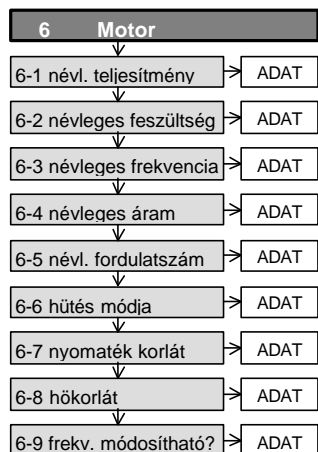 6 Motor
6-1 névl. teljesítmény ADAT
6-2 névleges feszültség ADAT
6-3 névleges frekvencia ADAT
6-4 névleges áram ADAT
6-5 névl. fordulatszám ADAT
6-6 hütés módja ADAT
6-7 nyomaték korlát ADAT
6-8 hökorlát ADAT
6-9 frekv. módosítható? ADAT